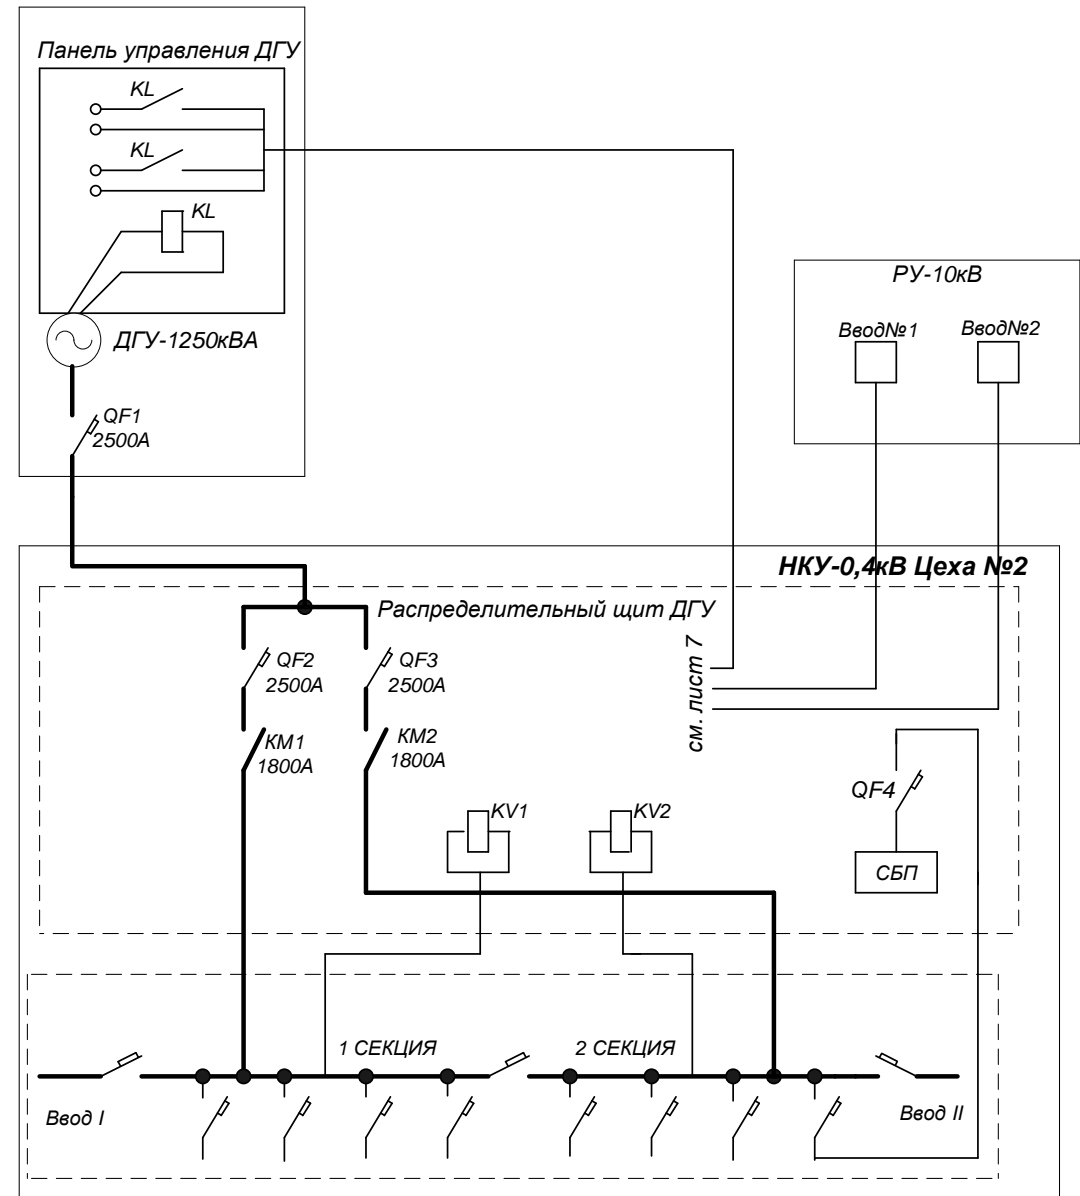 Панель управления ДГУ
KL
KL
KL
ДГУ-1250кВА
QF1
2500А
РУ-10кВ
Ввод№1
Ввод№2
НКУ-0,4кВ Цеха №2
Распределительный щит ДГУ
QF2
2500А
QF3
2500А
КМ1
1800А
КМ2
1800А
см. лист 7
KV1
KV2
QF4
СБП
1 СЕКЦИЯ
2 СЕКЦИЯ
Ввод I
Ввод II